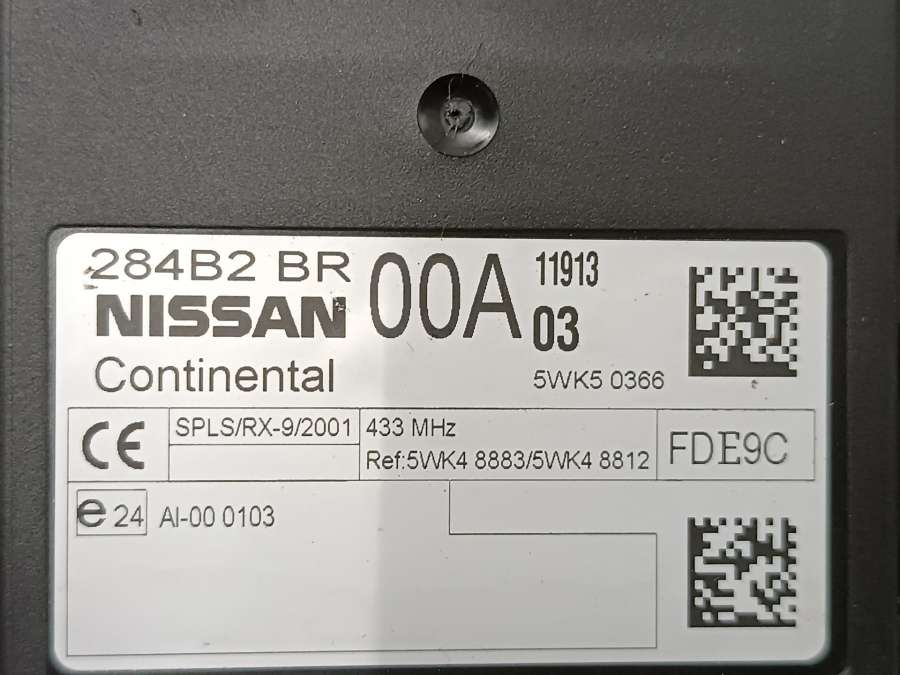 284B2 BR 00A 11913
NISSAN 03
Continental 5WK5 0366
CE SPLS/RX-9/2001 433 MHz FDE9C
Ref:5WK4 8883/5WK4 8812
e 24 AI-00 0103